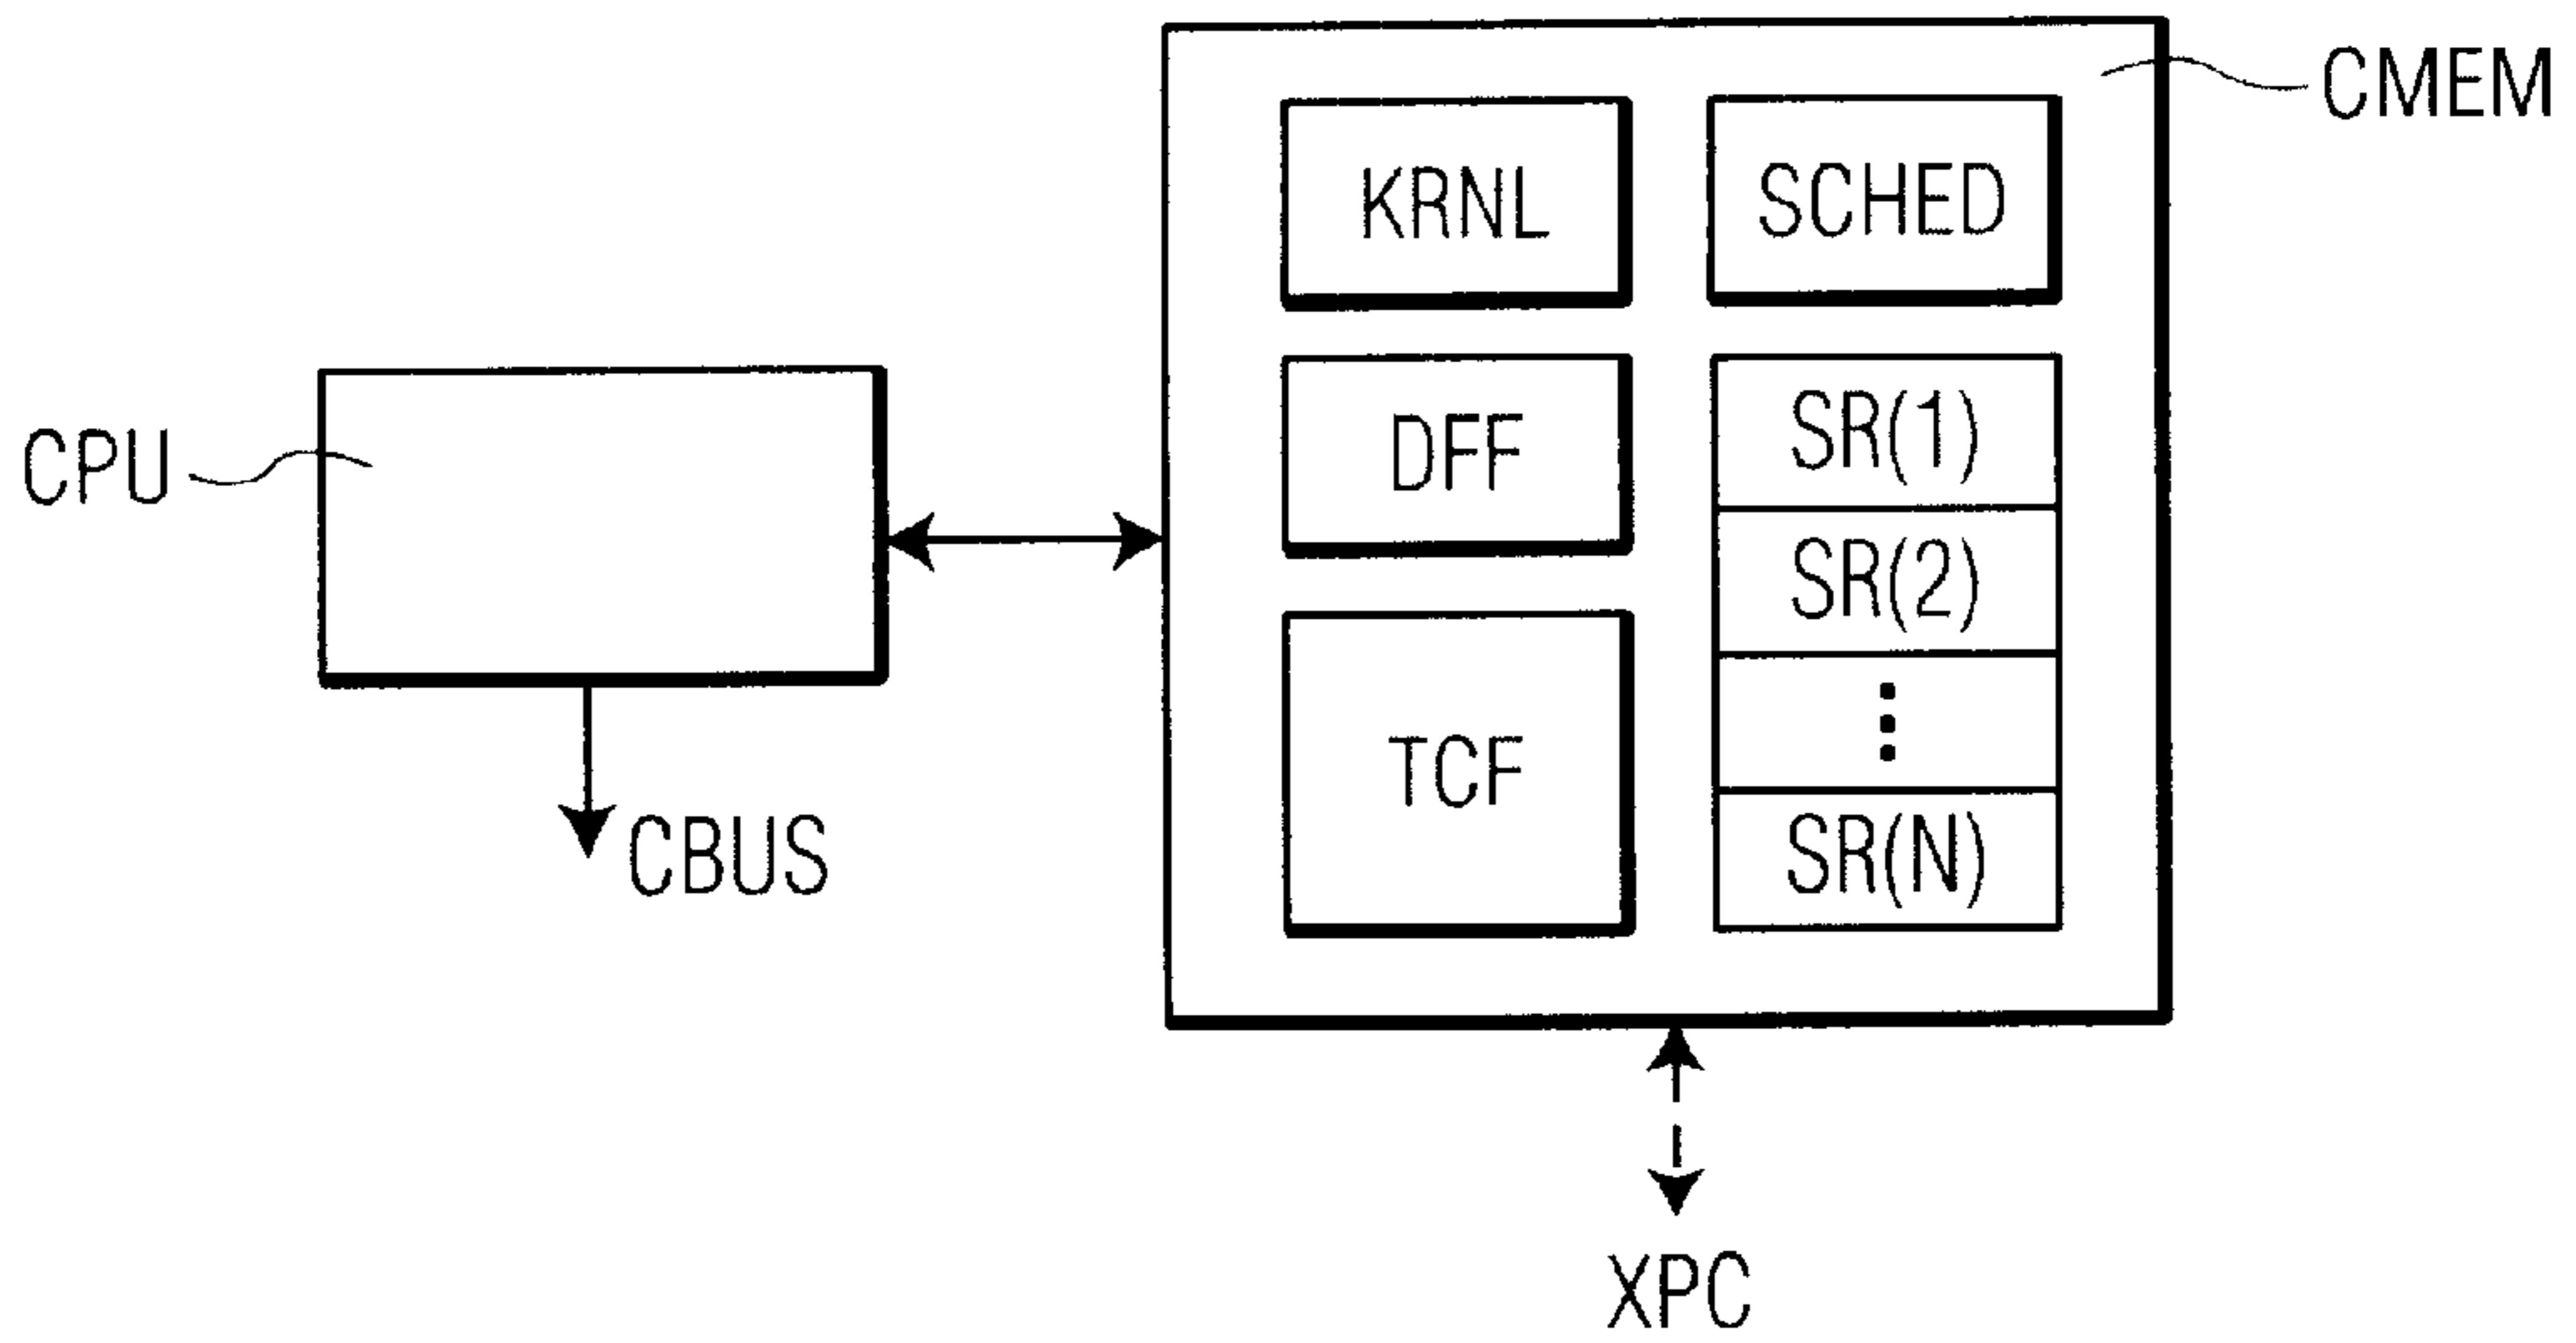 CMEM
KRNL
SCHED
CPU
DFF
SR(1)
SR(2)
TCF
SR(N)
CBUS
XPC